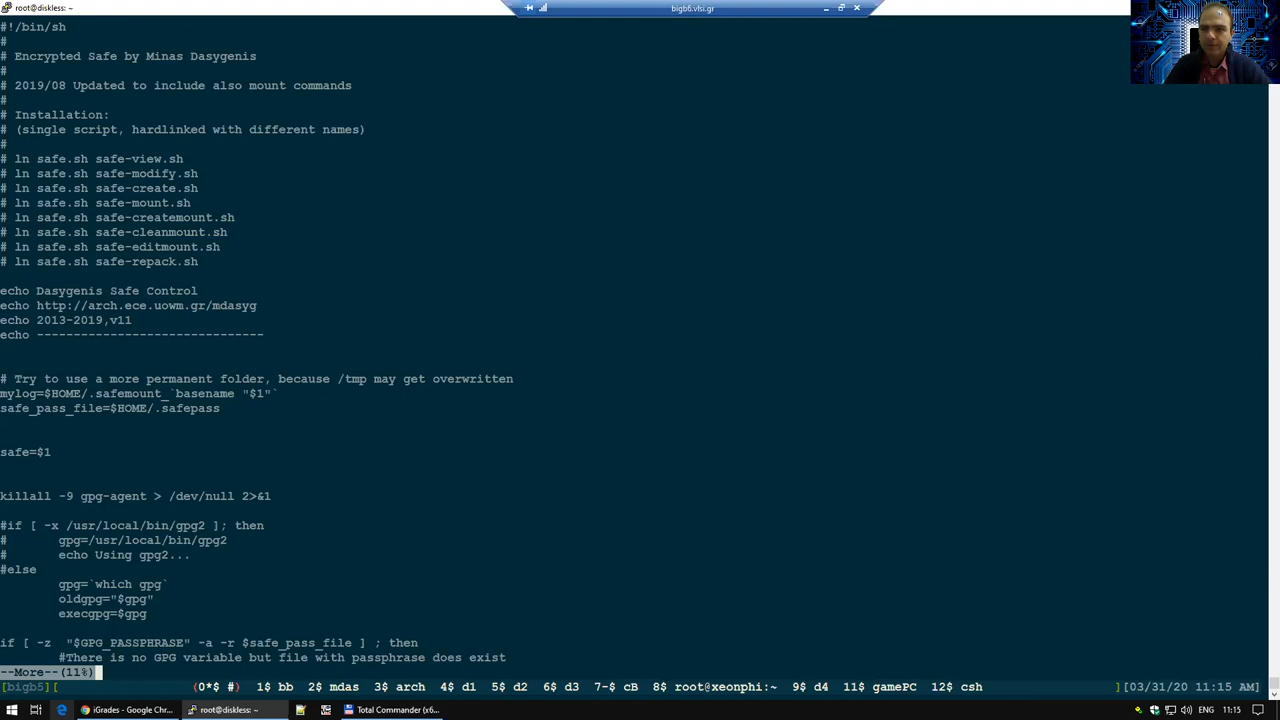 root@diskless: ~
bigb6.vlsi.gr
#!/bin/sh
#
# Encrypted Safe by Minas Dasygenis
#
# 2019/08 Updated to include also mount commands
#
# Installation:
# (single script, hardlinked with different names)
#
# ln safe.sh safe-view.sh
# ln safe.sh safe-modify.sh
# ln safe.sh safe-create.sh
# ln safe.sh safe-mount.sh
# ln safe.sh safe-createmount.sh
# ln safe.sh safe-cleanmount.sh
# ln safe.sh safe-editmount.sh
# ln safe.sh safe-repack.sh
echo Dasygenis Safe Control
echo http://arch.ece.uowm.gr/mdasyg
echo 2013-2019,v11
echo -------------------------------
# Try to use a more permanent folder, because /tmp may get overwritten
mylog=$HOME/.safemount_`basename "$1"`
safe_pass_file=$HOME/.safepass
safe=$1
killall -9 gpg-agent > /dev/null 2>&1
#if [ -x /usr/local/bin/gpg2 ]; then
#       gpg=/usr/local/bin/gpg2
#       echo Using gpg2...
#else
        gpg=`which gpg`
        oldgpg="$gpg"
        execgpg=$gpg
if [ -z  "$GPG_PASSPHRASE" -a -r $safe_pass_file ] ; then
        #There is no GPG variable but file with passphrase does exist
--More--(11%)
[bigb5][ (0*$ #) 1$ bb 2$ mdas 3$ arch 4$ d1 5$ d2 6$ d3 7-$ cB 8$ root@xeonphi:~ 9$ d4 11$ gamePC 12$ csh ][03/31/20 11:15 AM]
iGrades - Google Chr... root@diskless: ~ Total Commander (x6... ENG 11:15